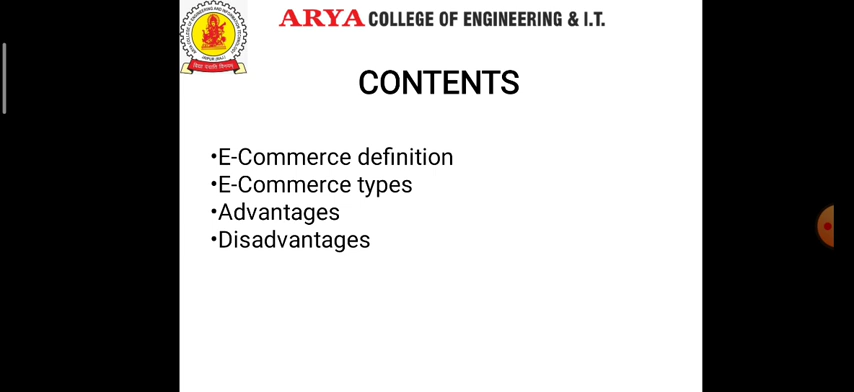 ARYA COLLEGE OF ENGINEERING & I.T.
CONTENTS
•E-Commerce definition
•E-Commerce types
•Advantages
•Disadvantages